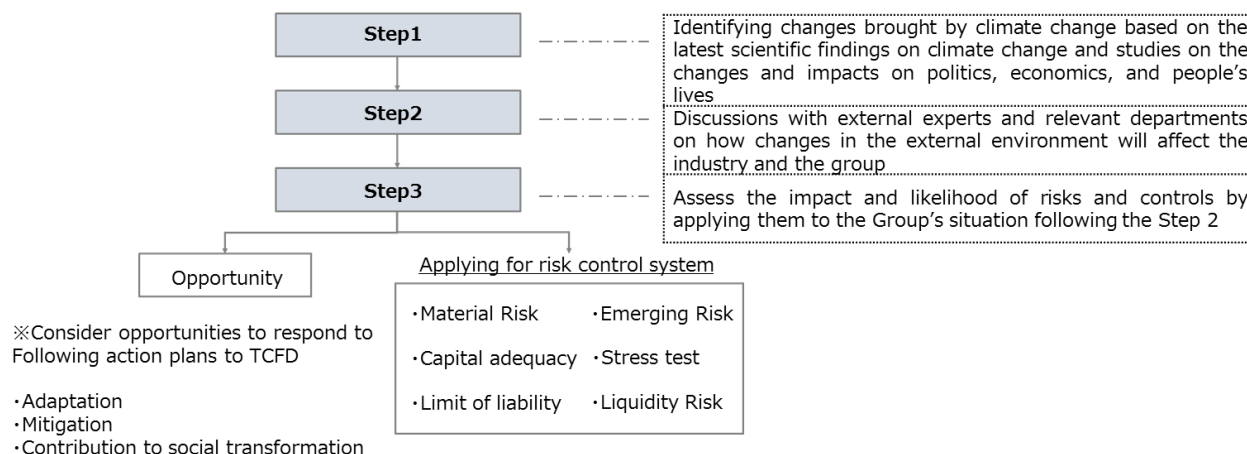 Step1
Identifying changes brought by climate change based on the
latest scientific findings on climate change and studies on the
changes and impacts on politics, economics, and people's
lives
Step2
Discussions with external experts and relevant departments
on how changes in the external environment will affect the
industry and the group
Step3
Assess the impact and likelihood of risks and controls by
applying them to the Group's situation following the Step 2
Opportunity
※Consider opportunities to respond to
Following action plans to TCFD
・Adaptation
・Mitigation
・Contribution to social transformation
Applying for risk control system
・Material Risk ・Emerging Risk
・Capital adequacy ・Stress test
・Limit of liability ・Liquidity Risk